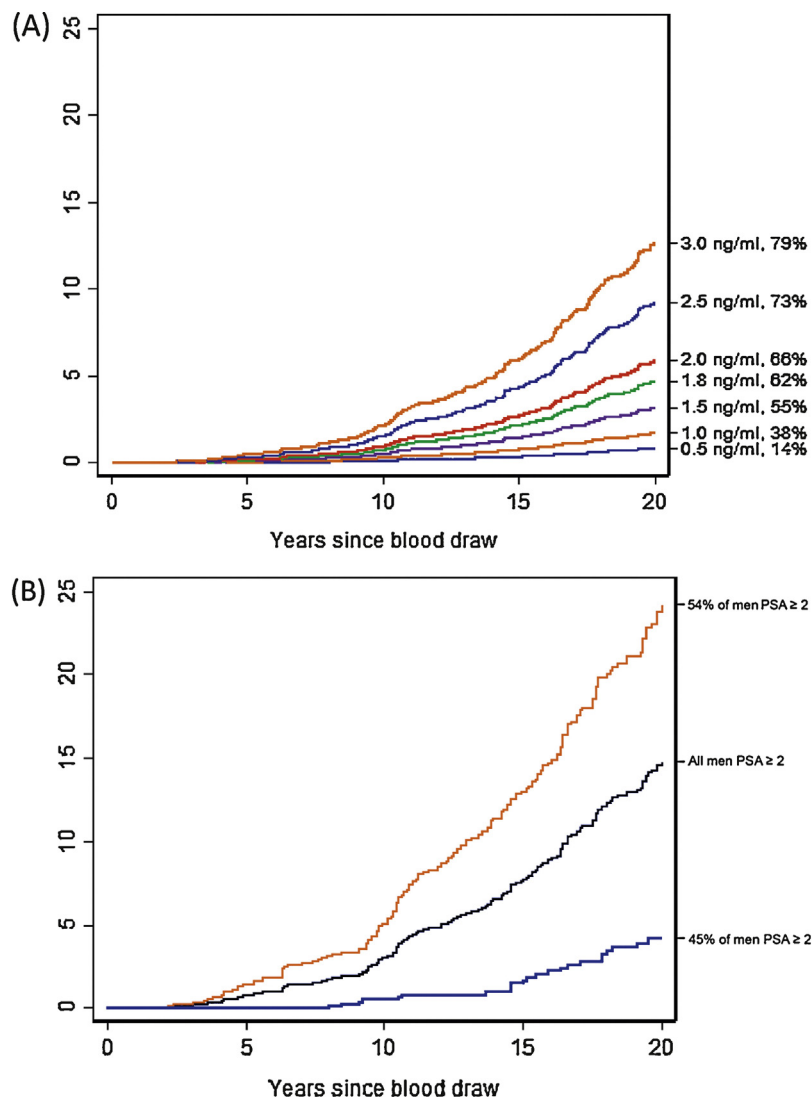 (A)
25
20
15
10
5
0
3.0 ng/ml, 79%
2.5 ng/ml, 73%
2.0 ng/ml, 66%
1.8 ng/ml, 62%
1.5 ng/ml, 55%
1.0 ng/ml, 38%
0.5 ng/ml, 14%
0 5 10 15 20
Years since blood draw
(B)
25
20
15
10
5
0
54% of men PSA ≥ 2
All men PSA ≥ 2
45% of men PSA ≥ 2
0 5 10 15 20
Years since blood draw